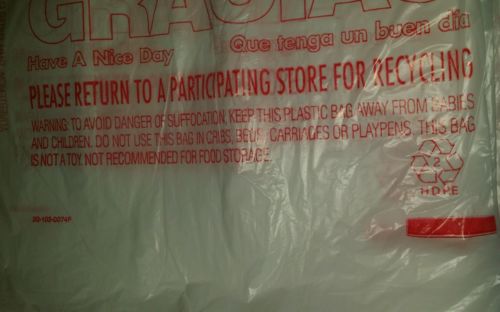 GRACIAS
Have A Nice Day
Que tenga un buen día
PLEASE RETURN TO A PARTICIPATING STORE FOR RECYCLING
WARNING: TO AVOID DANGER OF SUFFOCATION, KEEP THIS PLASTIC BAG AWAY FROM BABIES
AND CHILDREN. DO NOT USE THIS BAG IN CRIBS, BEDS, CARRIAGES OR PLAYPENS. THIS BAG
IS NOT A TOY. NOT RECOMMENDED FOR FOOD STORAGE.
2
HDPE